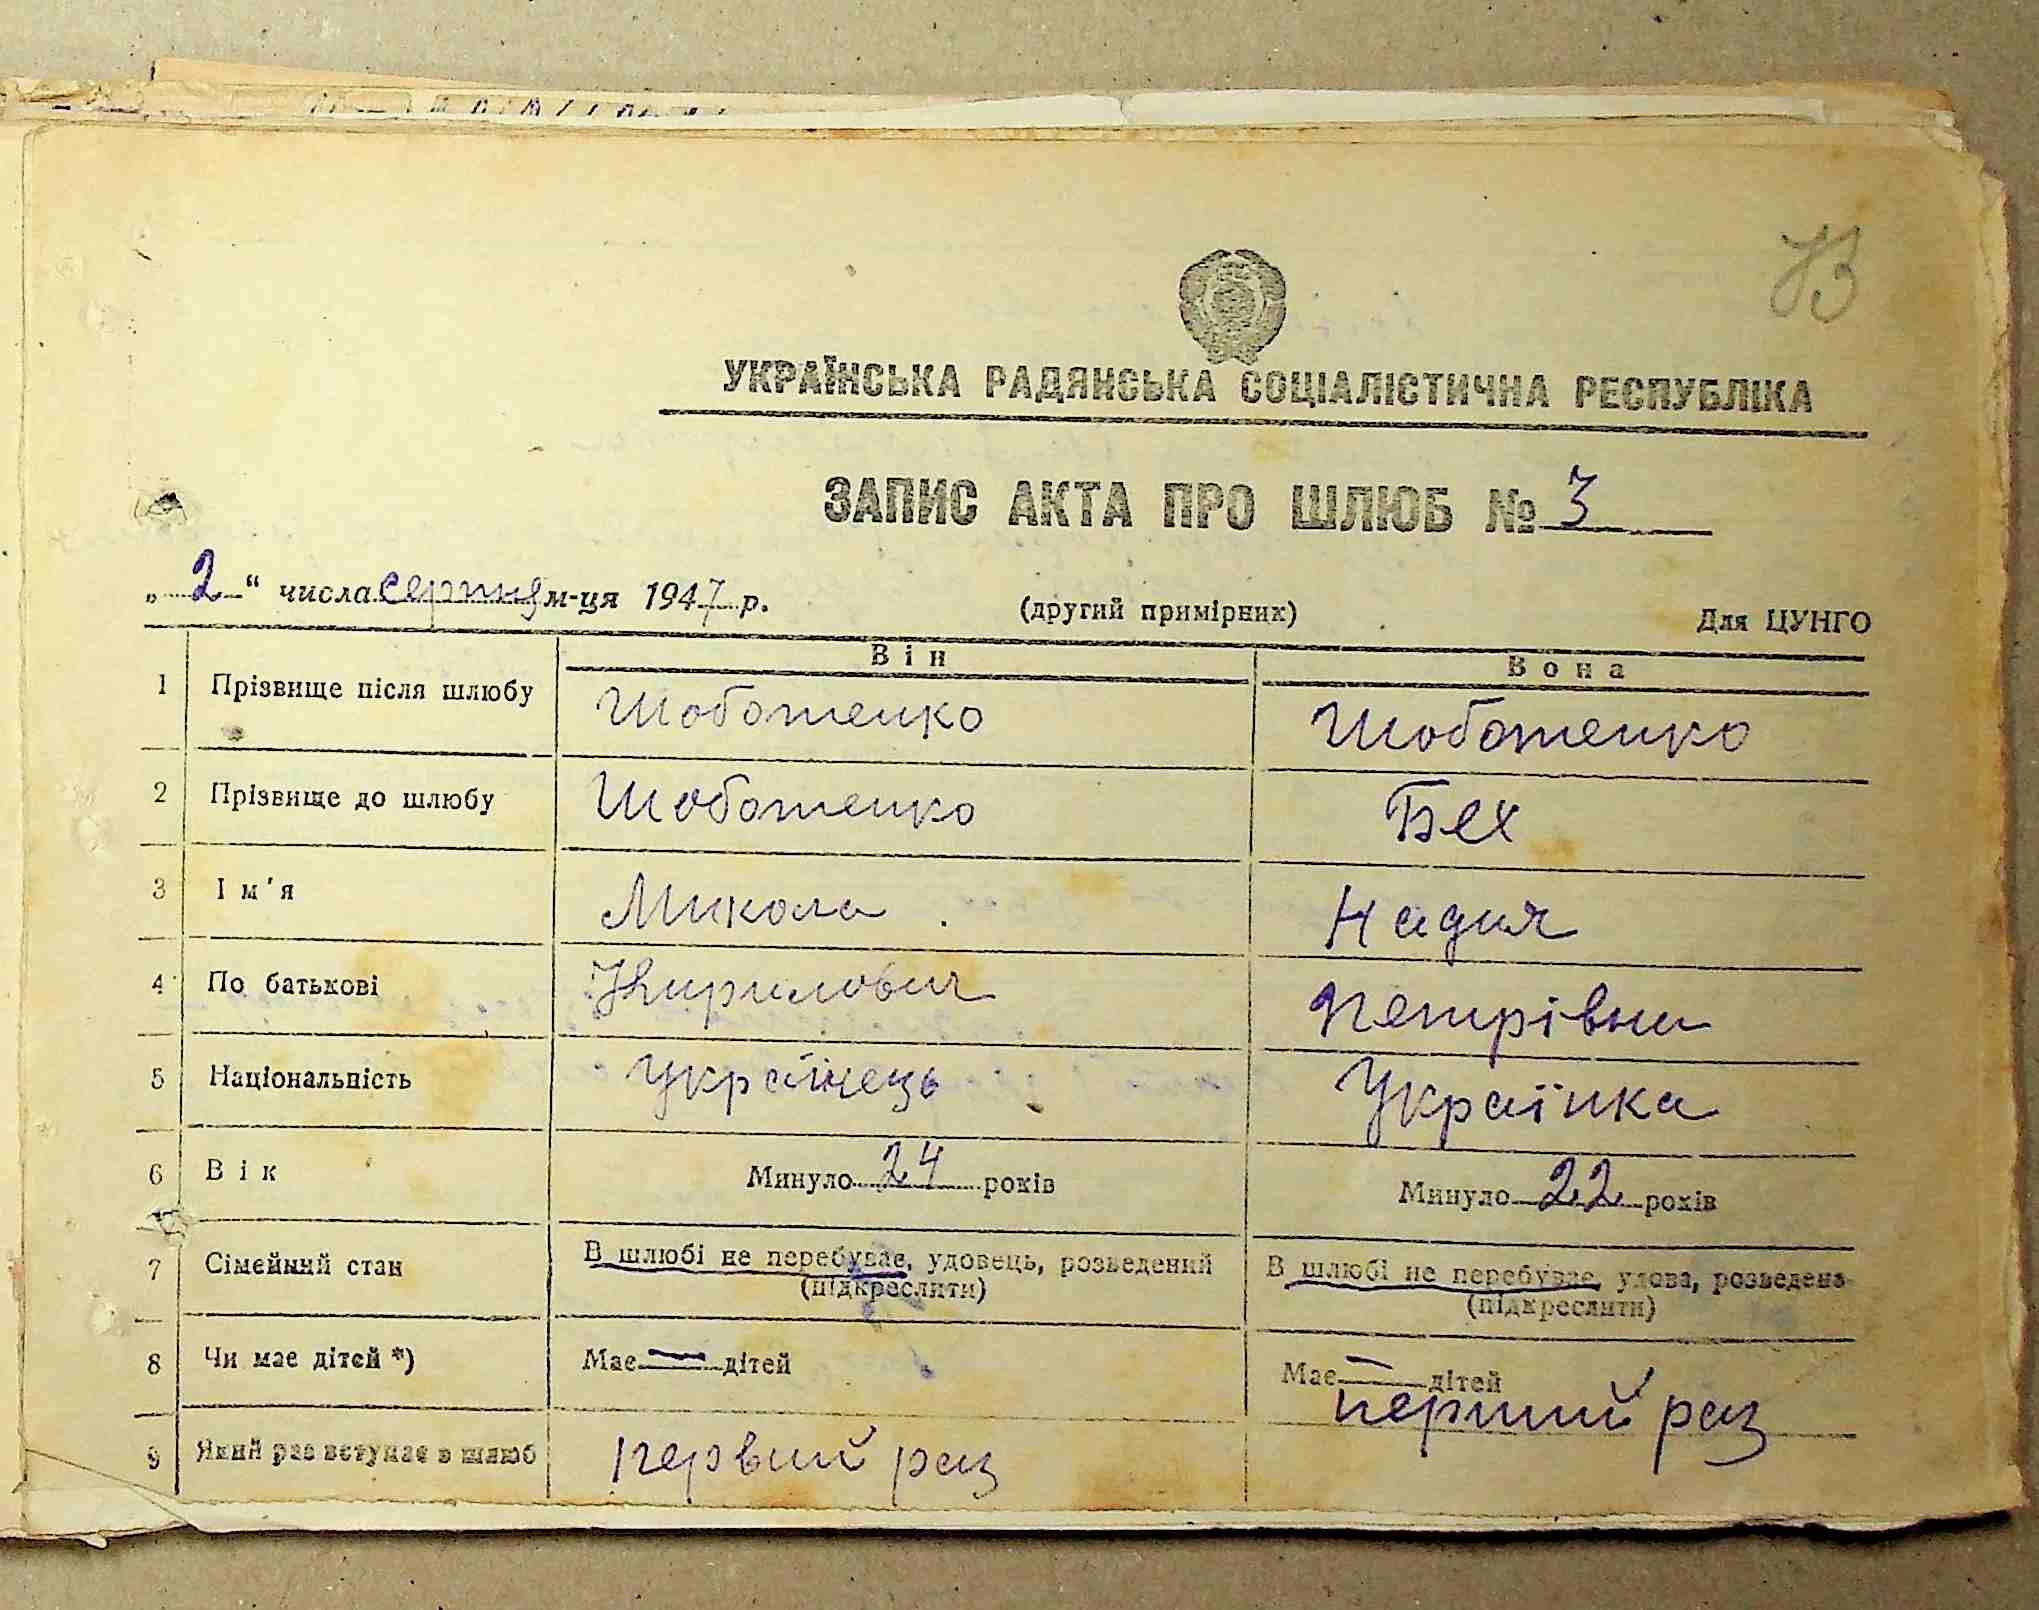 73
УКРАЇНСЬКА РАДЯНСЬКА СОЦІАЛІСТИЧНА РЕСПУБЛІКА
ЗАПИС АКТА ПРО ШЛЮБ № 3
„ 2 “ числа серпня м-ця 1947 р. (другий примірник) Для ЦУНГО
Він Вона
1 Прізвище після шлюбу Шоботенко Шоботенко
2 Прізвище до шлюбу Шоботенко Бех
3 Ім'я Микола Надия
4 По батькові Кирилович Петрівна
5 Національність Українець Українка
6 Вік Минуло 24 років Минуло 22 років
7 Сімейний стан В шлюбі не перебуває, удовець, розведений В шлюбі не перебуває, удова, розведена
(підкреслити) (підкреслити)
8 Чи має дітей *) Має — дітей Має — дітей
9 Який раз вступає в шлюб первий раз перший раз